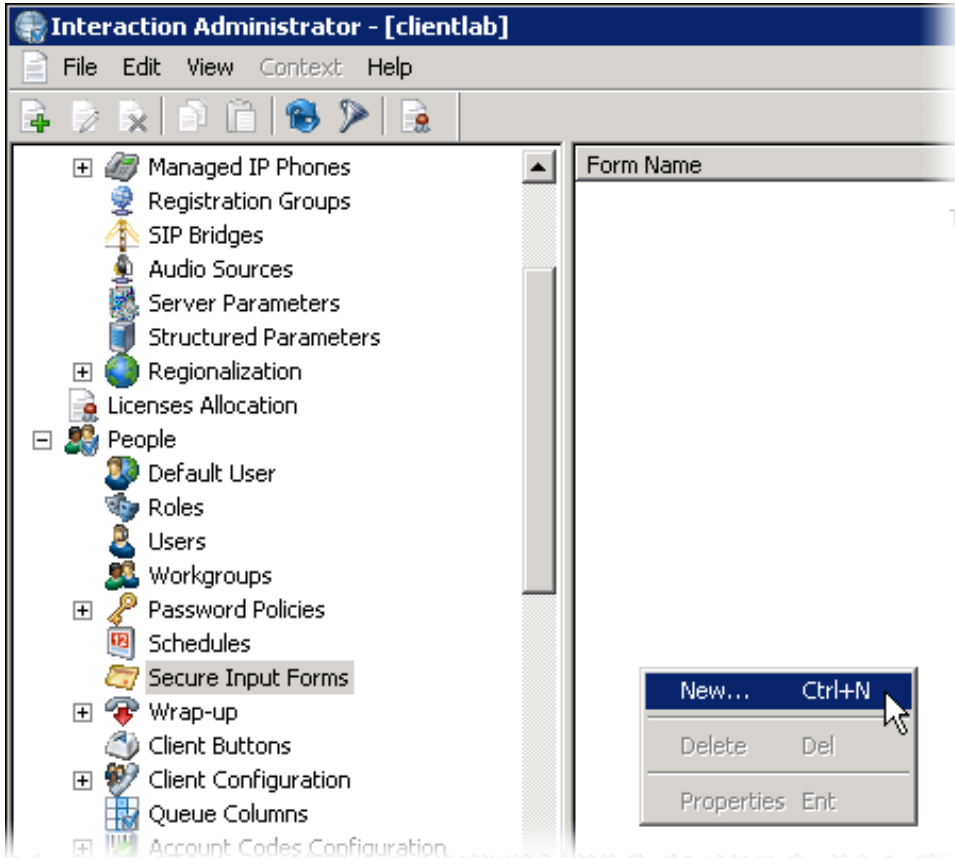 Interaction Administrator - [clientlab]
File Edit View Context Help
Form Name
Managed IP Phones
Registration Groups
SIP Bridges
Audio Sources
Server Parameters
Structured Parameters
Regionalization
Licenses Allocation
People
Default User
Roles
Users
Workgroups
Password Policies
12
Schedules
Secure Input Forms
Wrap-up
Client Buttons
Client Configuration
Queue Columns
Account Codes Configuration
New... Ctrl+N
Delete Del
Properties Ent